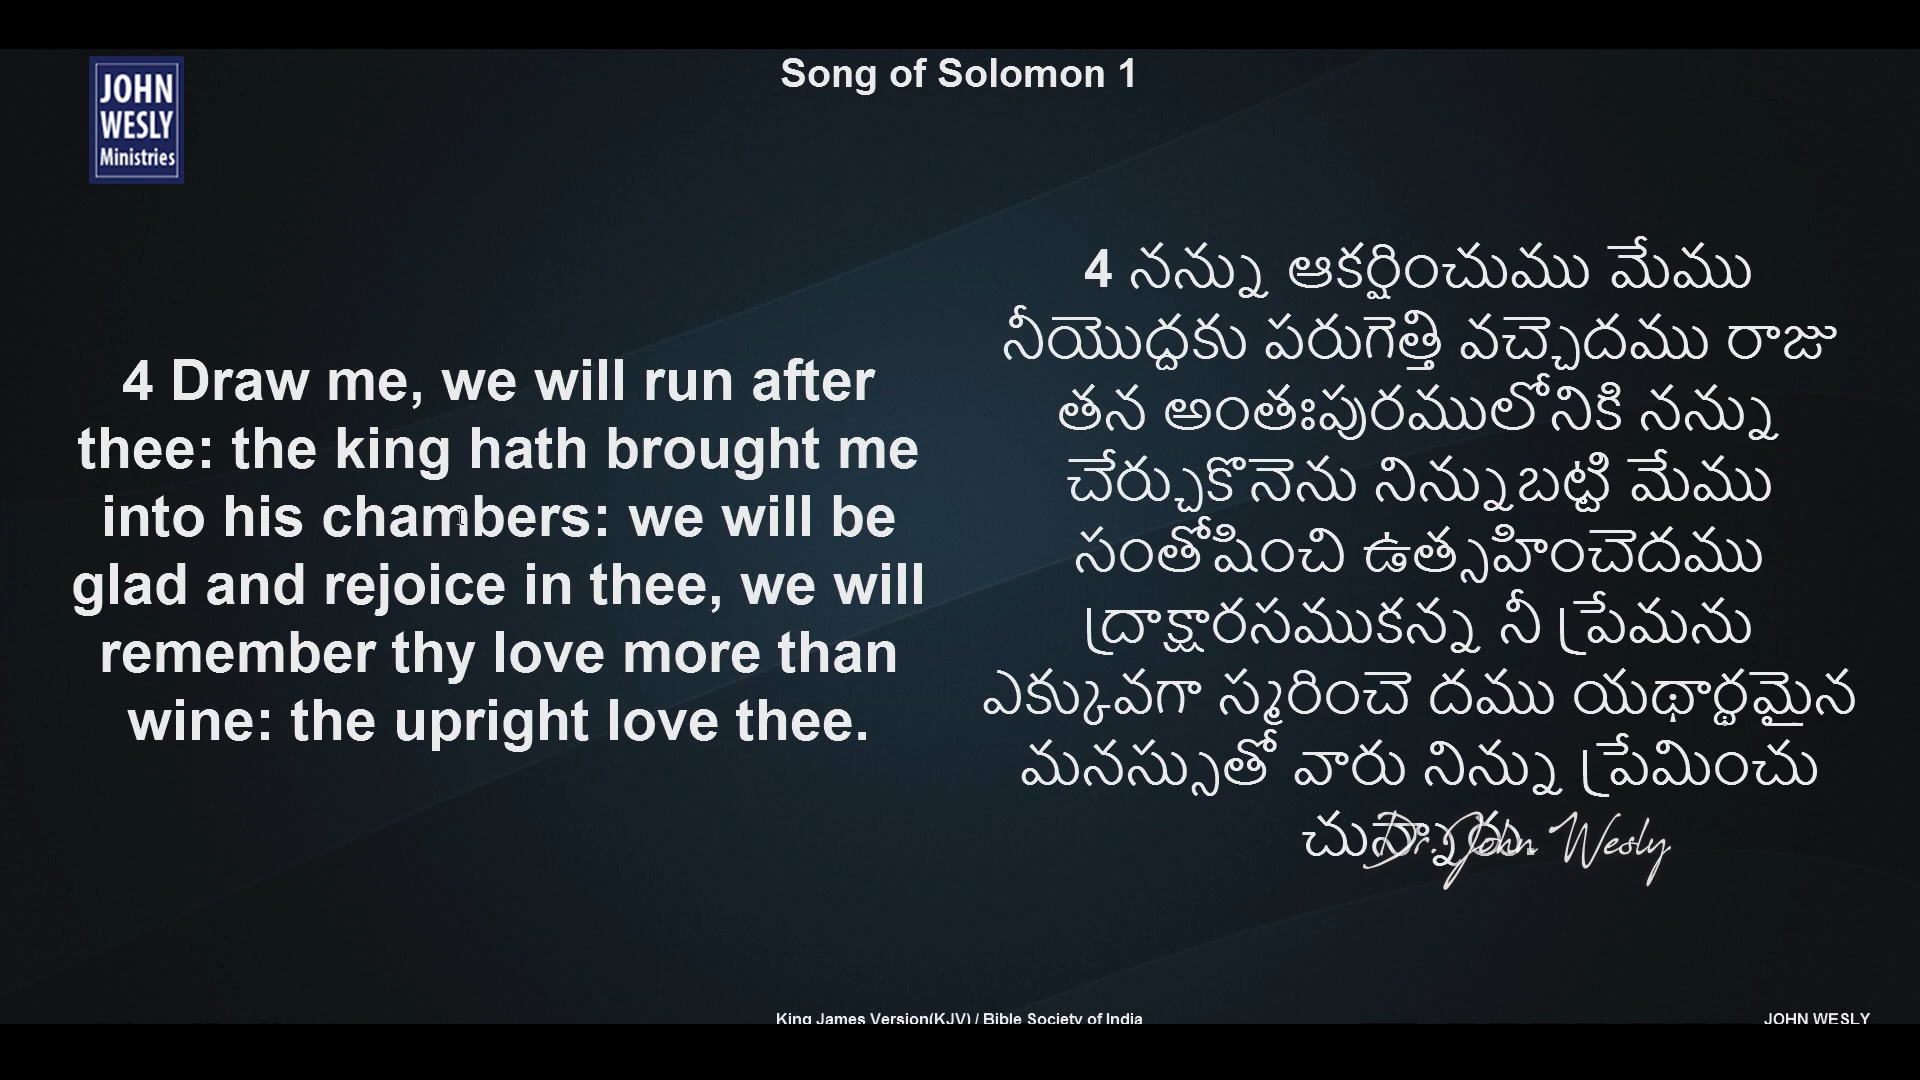 JOHN
WESLY
Ministries
Song of Solomon 1
4 Draw me, we will run after
thee: the king hath brought me
into his chambers: we will be
glad and rejoice in thee, we will
remember thy love more than
wine: the upright love thee.
4 నన్ను ఆకర్షించుము మేము
నీయొద్దకు పరుగెత్తి వచ్చెదము రాజు
తన అంతఃపురములోనికి నన్ను
చేర్చుకొనెను నిన్నుబట్టి మేము
సంతోషించి ఉత్సహించెదము
ద్రాక్షారసముకన్న నీ ప్రేమను
ఎక్కువగా స్మరించె దము యథార్థమైన
మనస్సుతో వారు నిన్ను ప్రేమించు
చున్నారు.
Dr. John Wesly
King James Version(KJV) / Bible Society of India
JOHN WESLY